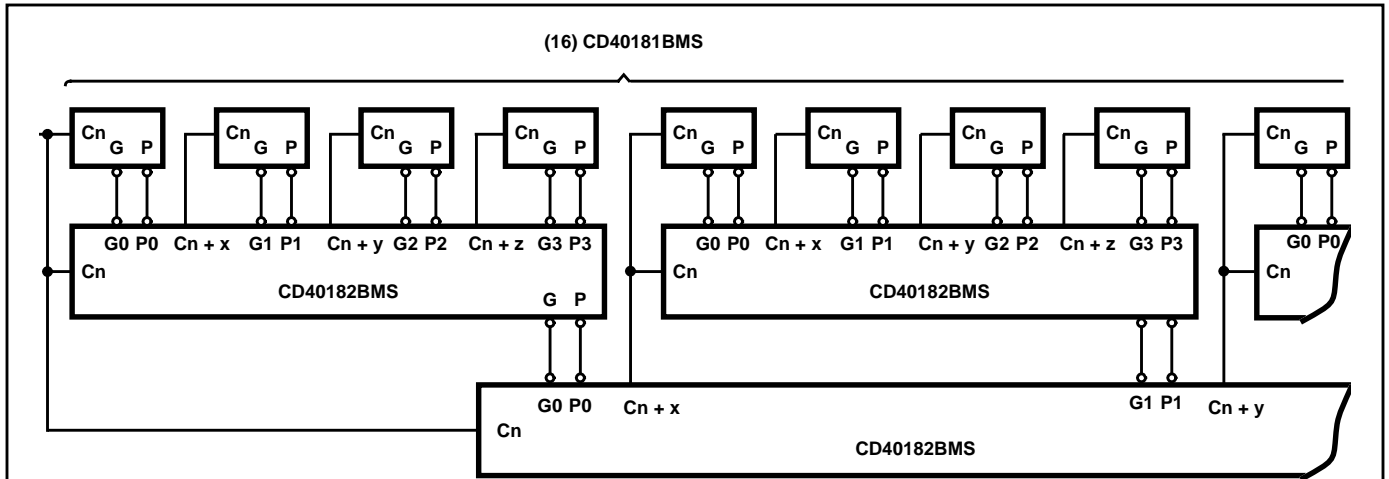 (16) CD40181BMS
Cn Cn Cn Cn Cn Cn Cn Cn Cn
G P G P G P G P G P G P G P G P G P
G0 P0 Cn + x G1 P1 Cn + y G2 P2 Cn + z G3 P3 G0 P0 Cn + x G1 P1 Cn + y G2 P2 Cn + z G3 P3 G0 P0
Cn Cn Cn
CD40182BMS CD40182BMS
G P
G0 P0 Cn + x G1 P1 Cn + y
Cn
CD40182BMS